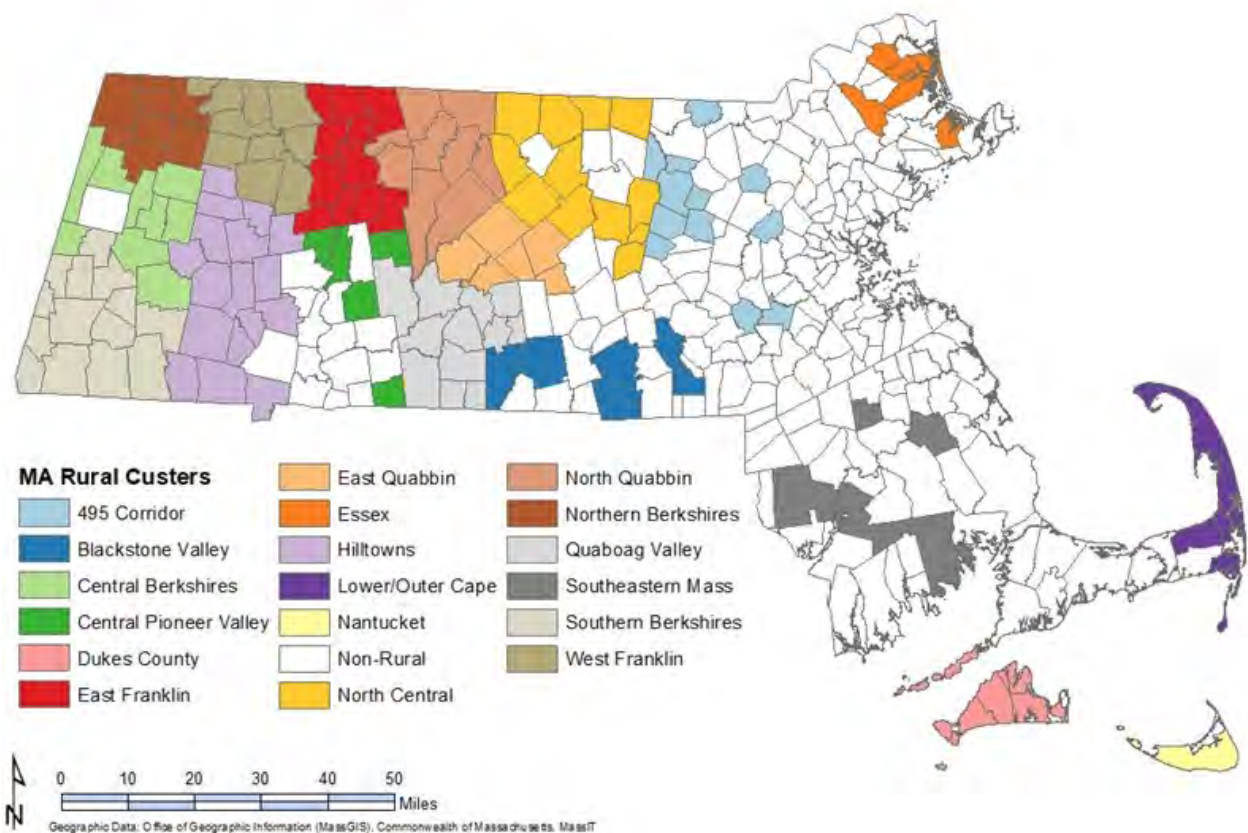 MA Rural Custers
495 Corridor
Blackstone Valley
Central Berkshires
Central Pioneer Valley
Dukes County
East Franklin
East Quabbin
Essex
Hilltowns
Lower/Outer Cape
Nantucket
Non-Rural
North Central
North Quabbin
Northern Berkshires
Quaboag Valley
Southeastern Mass
Southern Berkshires
West Franklin
N
0 10 20 30 40 50
Miles
Geographic Data: Office of Geographic Information (MassGIS), Commonwealth of Massachusetts, MassIT